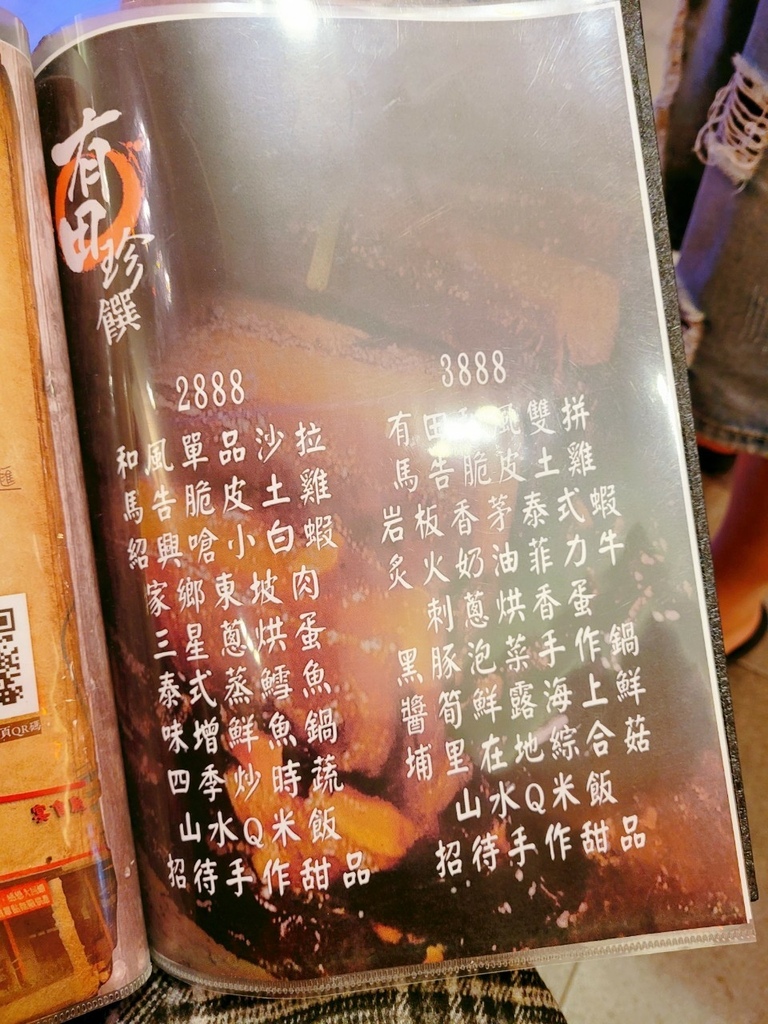 有田
珍饌
2888
和風單品沙拉
馬告脆皮土雞
紹興嗆小白蝦
家鄉東坡肉
三星蔥烘蛋
泰式蒸鱈魚
味增鮮魚鍋
四季炒時蔬
山水Q米飯
招待手作甜品
3888
有田和風雙拼
馬告脆皮土雞
岩板香茅泰式蝦
炙火奶油菲力牛
刺蔥烘香蛋
黑豚泡菜手作鍋
醬筍鮮露海上鮮
埔里在地綜合菇
山水Q米飯
招待手作甜品
頁QR碼